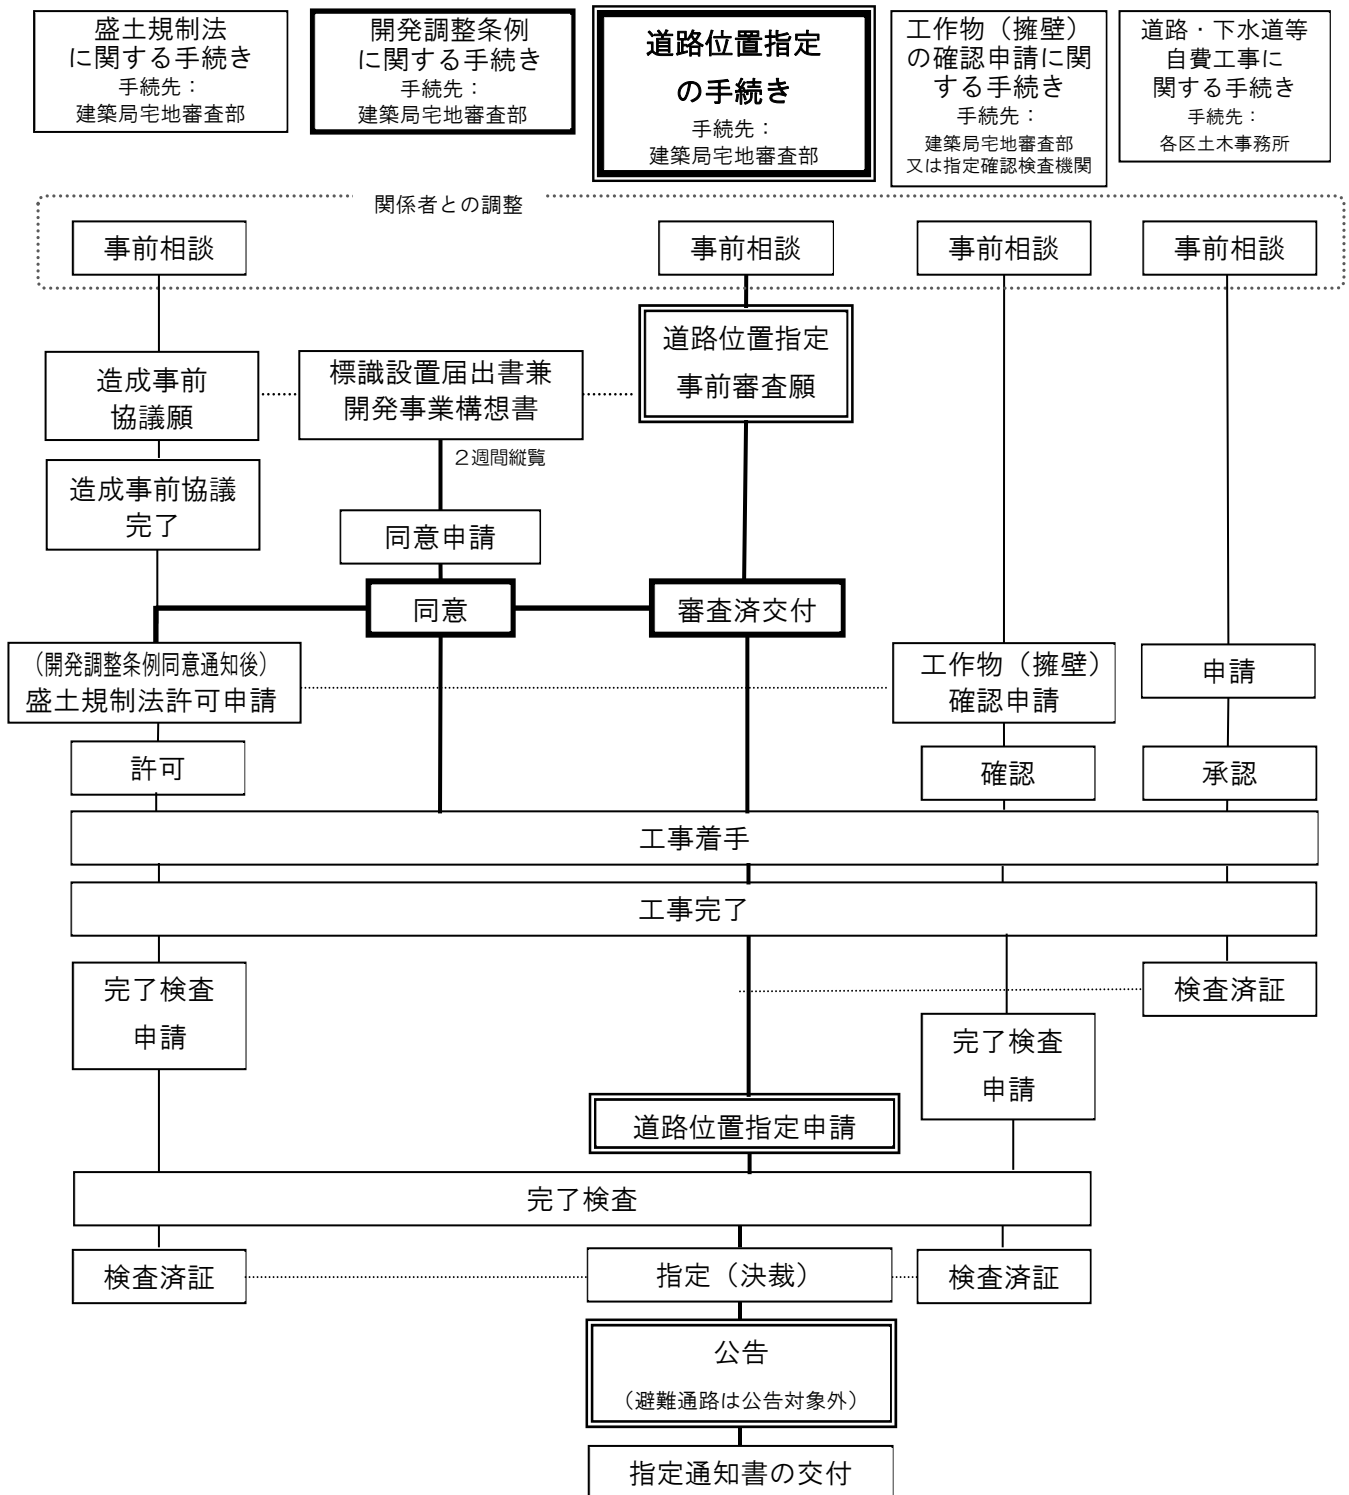 盛土規制法
に関する手続き
手続先：
建築局宅地審査部
開発調整条例
に関する手続き
手続先：
建築局宅地審査部
道路位置指定
の手続き
手続先：
建築局宅地審査部
工作物（擁壁）
の確認申請に関
する手続き
手続先：
建築局宅地審査部
又は指定確認検査機関
道路・下水道等
自費工事に
関する手続き
手続先：
各区土木事務所
関係者との調整
事前相談
事前相談
事前相談
事前相談
道路位置指定
事前審査願
造成事前
協議願
標識設置届出書兼
開発事業構想書
２週間縦覧
造成事前協議
完了
同意申請
同意
審査済交付
（開発調整条例同意通知後）
盛土規制法許可申請
工作物（擁壁）
確認申請
申請
許可
確認
承認
工事着手
工事完了
完了検査
申請
検査済証
完了検査
申請
道路位置指定申請
完了検査
検査済証
指定（決裁）
検査済証
公告
（避難通路は公告対象外）
指定通知書の交付